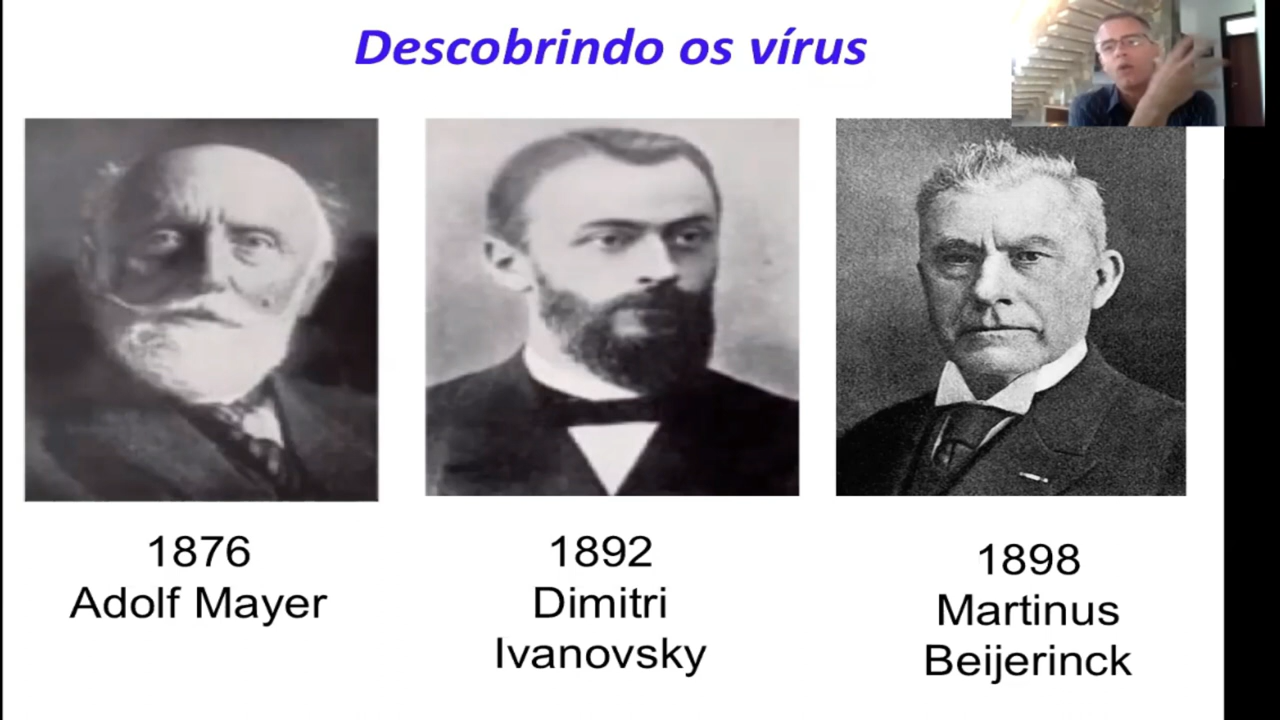 Descobrindo os vírus
1876
Adolf Mayer
1892
Dimitri
Ivanovsky
1898
Martinus
Beijerinck